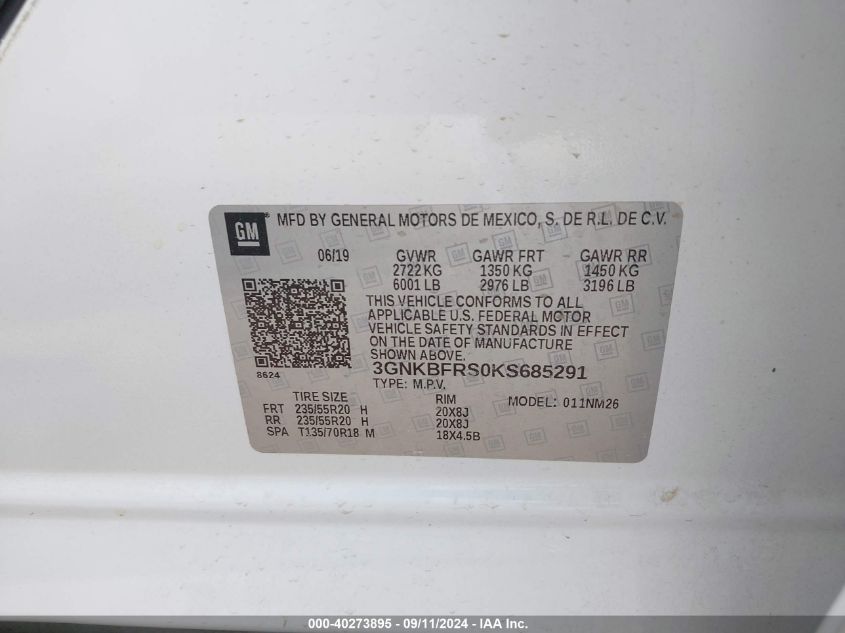 GM ® MFD BY GENERAL MOTORS DE MEXICO, S. DE R.L. DE C.V.
06/19 GVWR GAWR FRT GAWR RR
2722 KG 1350 KG 1450 KG
6001 LB 2976 LB 3196 LB
THIS VEHICLE CONFORMS TO ALL
APPLICABLE U.S. FEDERAL MOTOR
VEHICLE SAFETY STANDARDS IN EFFECT
ON THE DATE OF MANUFACTURE
SHOWN ABOVE.
8624 3GNKBFRS0KS685291
TYPE: M.P.V.
TIRE SIZE RIM MODEL: 011NM26
FRT 235/55R20 H 20X8J
RR 235/55R20 H 20X8J
SPA T135/70R18 M 18X4.5B
000-40273895 - 09/11/2024 - IAA Inc.